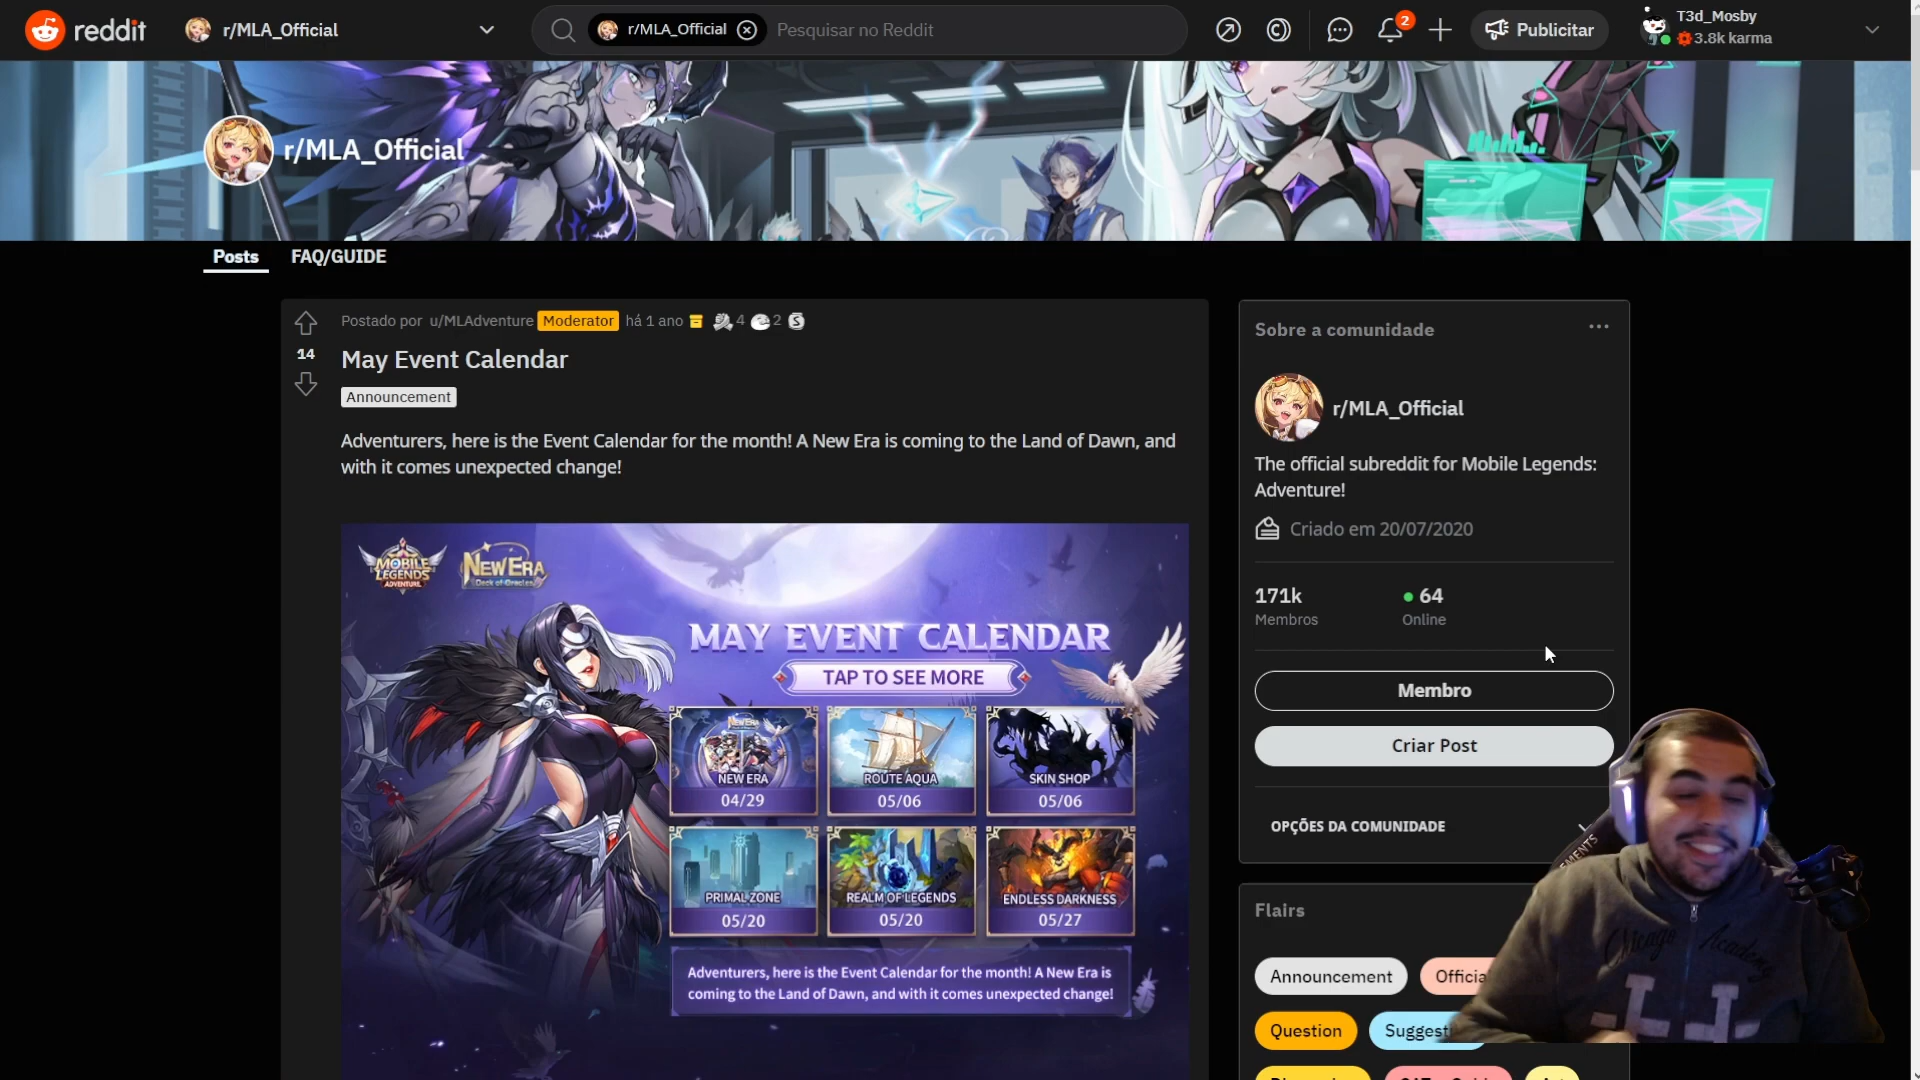 reddit
r/MLA_Official
r/MLA_Official
Pesquisar no Reddit
2
Publicitar
T3d_Mosby
3.8k karma
r/MLA_Official
Posts
FAQ/GUIDE
Postado por u/MLAdventure Moderator há 1 ano 4 2
14
May Event Calendar
Announcement
Adventurers, here is the Event Calendar for the month! A New Era is coming to the Land of Dawn, and
with it comes unexpected change!
MOBILE
LEGENDS
ADVENTURE
NEW ERA
Deck of Oracles
MAY EVENT CALENDAR
TAP TO SEE MORE
NEW ERA
04/29
ROUTE AQUA
05/06
SKIN SHOP
05/06
PRIMAL ZONE
05/20
REALM OF LEGENDS
05/20
ENDLESS DARKNESS
05/27
Adventurers, here is the Event Calendar for the month! A New Era is
coming to the Land of Dawn, and with it comes unexpected change!
Sobre a comunidade
r/MLA_Official
The official subreddit for Mobile Legends:
Adventure!
Criado em 20/07/2020
171k
Membros
64
Online
Membro
Criar Post
OPÇÕES DA COMUNIDADE
Flairs
Announcement
Question
Chicago Academy